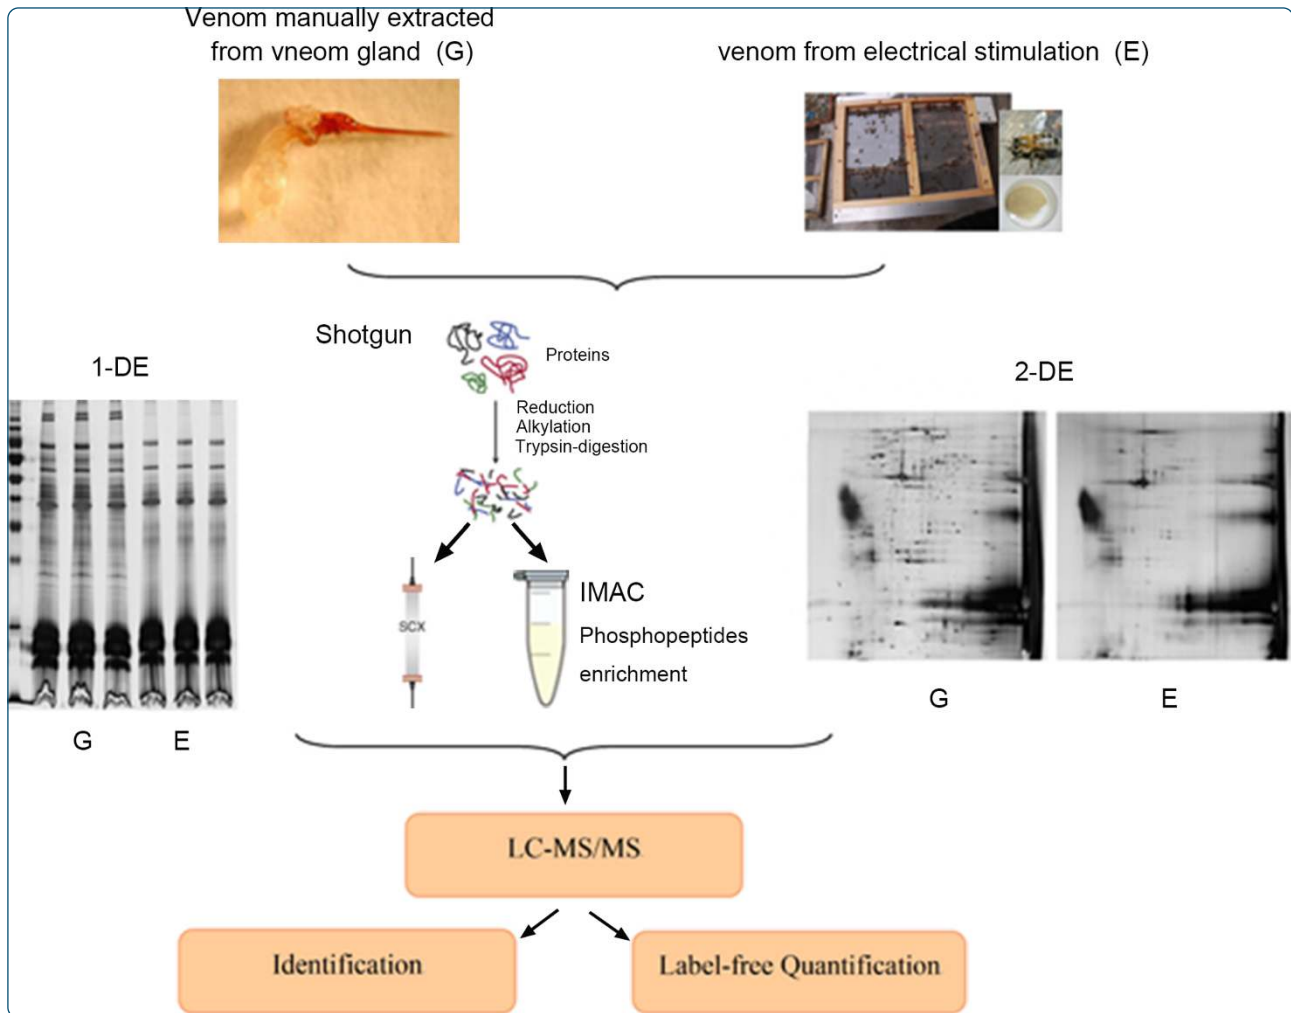 Venom manually extracted
from vneom gland (G)
venom from electrical stimulation (E)
Shotgun
Proteins
1-DE
2-DE
Reduction
Alkylation
Trypsin-digestion
SCX
IMAC
Phosphopeptides
enrichment
G
E
G
E
LC-MS/MS
Identification
Label-free Quantification